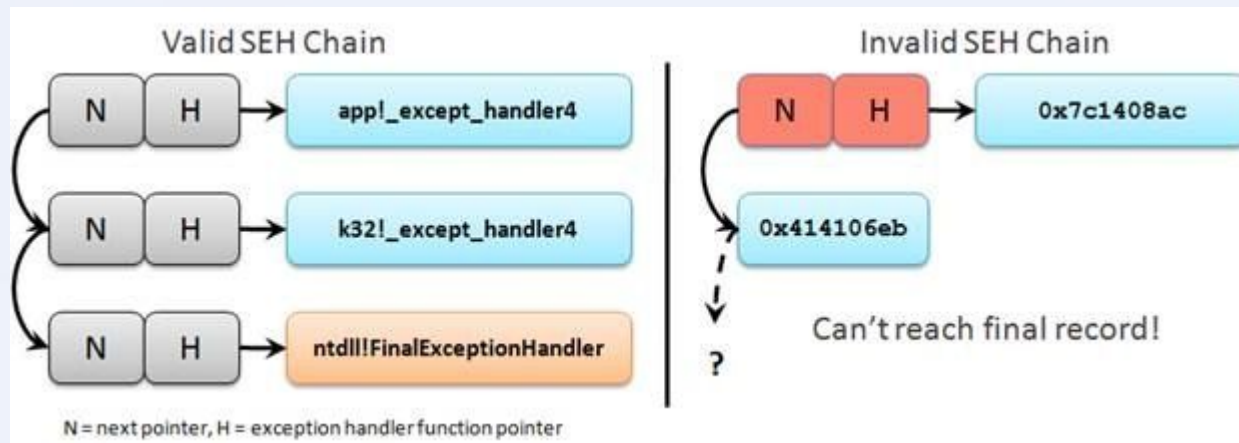 Valid SEH Chain
N H app!_except_handler4
N H k32!_except_handler4
N H ntdll!FinalExceptionHandler
N = next pointer, H = exception handler function pointer
Invalid SEH Chain
N H 0x7c1408ac
0x414106eb
Can't reach final record!
?